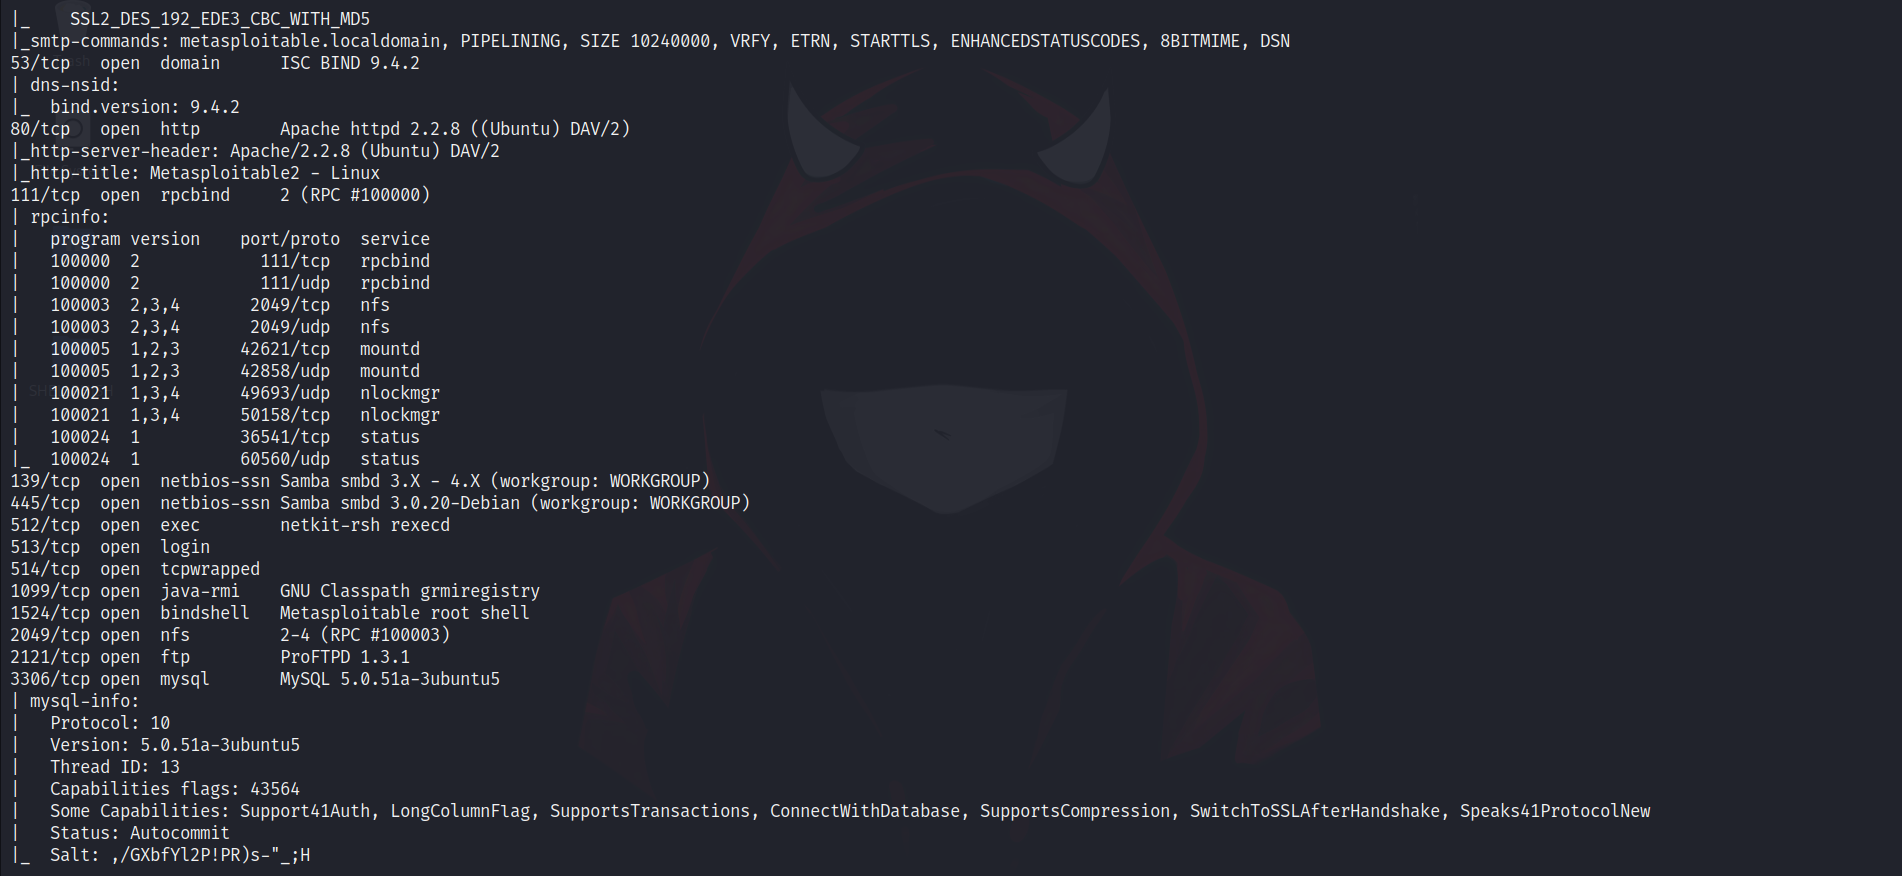 |_    SSL2_DES_192_EDE3_CBC_WITH_MD5
|_smtp-commands: metasploitable.localdomain, PIPELINING, SIZE 10240000, VRFY, ETRN, STARTTLS, ENHANCEDSTATUSCODES, 8BITMIME, DSN
53/tcp   open  domain      ISC BIND 9.4.2
| dns-nsid:
|_  bind.version: 9.4.2
80/tcp   open  http        Apache httpd 2.2.8 ((Ubuntu) DAV/2)
|_http-server-header: Apache/2.2.8 (Ubuntu) DAV/2
|_http-title: Metasploitable2 - Linux
111/tcp  open  rpcbind     2 (RPC #100000)
| rpcinfo:
|   program version    port/proto  service
|   100000  2            111/tcp   rpcbind
|   100000  2            111/udp   rpcbind
|   100003  2,3,4       2049/tcp   nfs
|   100003  2,3,4       2049/udp   nfs
|   100005  1,2,3      42621/tcp   mountd
|   100005  1,2,3      42858/udp   mountd
|   100021  1,3,4      49693/udp   nlockmgr
|   100021  1,3,4      50158/tcp   nlockmgr
|   100024  1          36541/tcp   status
|_  100024  1          60560/udp   status
139/tcp  open  netbios-ssn Samba smbd 3.X - 4.X (workgroup: WORKGROUP)
445/tcp  open  netbios-ssn Samba smbd 3.0.20-Debian (workgroup: WORKGROUP)
512/tcp  open  exec        netkit-rsh rexecd
513/tcp  open  login
514/tcp  open  tcpwrapped
1099/tcp open  java-rmi    GNU Classpath grmiregistry
1524/tcp open  bindshell   Metasploitable root shell
2049/tcp open  nfs         2-4 (RPC #100003)
2121/tcp open  ftp         ProFTPD 1.3.1
3306/tcp open  mysql       MySQL 5.0.51a-3ubuntu5
| mysql-info:
|   Protocol: 10
|   Version: 5.0.51a-3ubuntu5
|   Thread ID: 13
|   Capabilities flags: 43564
|   Some Capabilities: Support41Auth, LongColumnFlag, SupportsTransactions, ConnectWithDatabase, SupportsCompression, SwitchToSSLAfterHandshake, Speaks41ProtocolNew
|   Status: Autocommit
|_  Salt: ,/GXbfYl2P!PR)s-"_;H